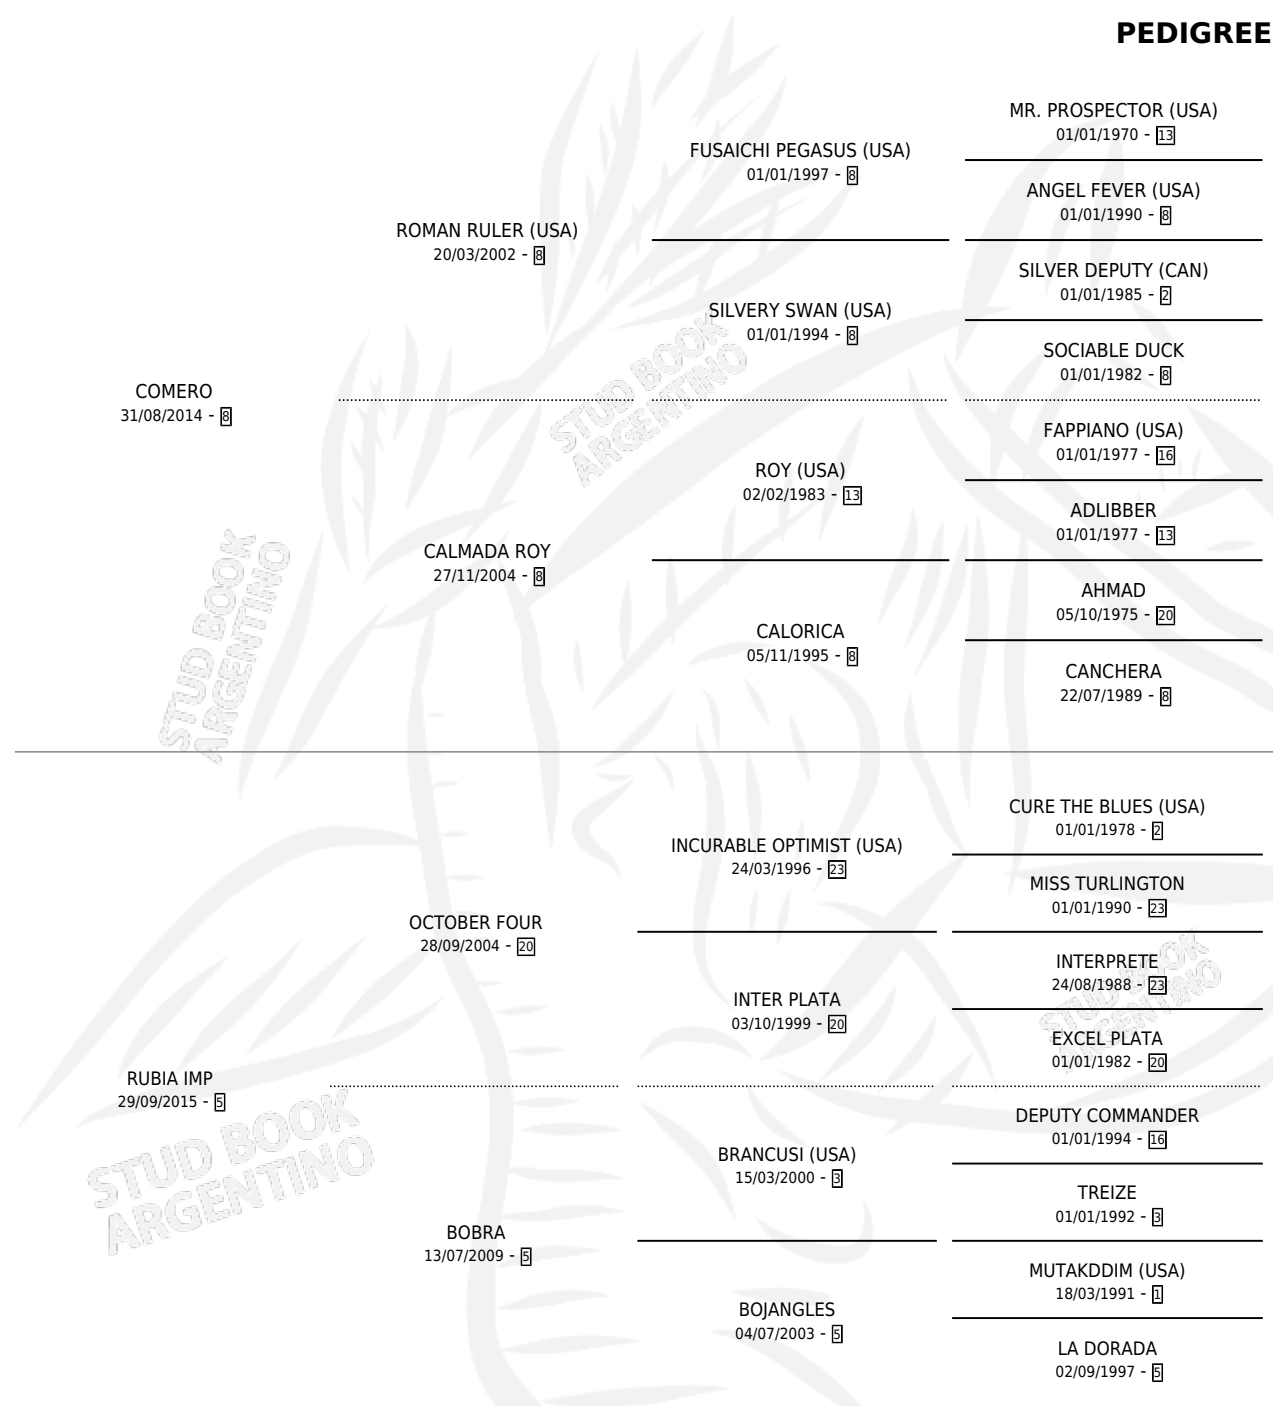 PEDIGREE
MR. PROSPECTOR (USA)
01/01/1970 - 13
FUSAICHI PEGASUS (USA)
01/01/1997 - 8
ANGEL FEVER (USA)
01/01/1990 - 8
ROMAN RULER (USA)
20/03/2002 - 8
SILVER DEPUTY (CAN)
01/01/1985 - 2
SILVERY SWAN (USA)
01/01/1994 - 8
SOCIABLE DUCK
01/01/1982 - 8
COMERO
31/08/2014 - 8
STUD BOOK
ARGENTINO
FAPPIANO (USA)
01/01/1977 - 16
ROY (USA)
02/02/1983 - 13
ADLIBBER
01/01/1977 - 13
CALMADA ROY
27/11/2004 - 8
AHMAD
05/10/1975 - 20
CALORICA
05/11/1995 - 8
CANCHERA
22/07/1989 - 8
STUD BOOK
ARGENTINO
CURE THE BLUES (USA)
01/01/1978 - 2
INCURABLE OPTIMIST (USA)
24/03/1996 - 23
MISS TURLINGTON
01/01/1990 - 23
OCTOBER FOUR
28/09/2004 - 20
INTERPRETE
24/08/1988 - 23
INTER PLATA
03/10/1999 - 20
STUD BOOK
ARGENTINO
EXCEL PLATA
01/01/1982 - 20
RUBIA IMP
29/09/2015 - 5
DEPUTY COMMANDER
01/01/1994 - 16
BRANCUSI (USA)
15/03/2000 - 3
TREIZE
01/01/1992 - 3
STUD BOOK
ARGENTINO
BOBRA
13/07/2009 - 5
MUTAKDDIM (USA)
18/03/1991 - 1
BOJANGLES
04/07/2003 - 5
LA DORADA
02/09/1997 - 5